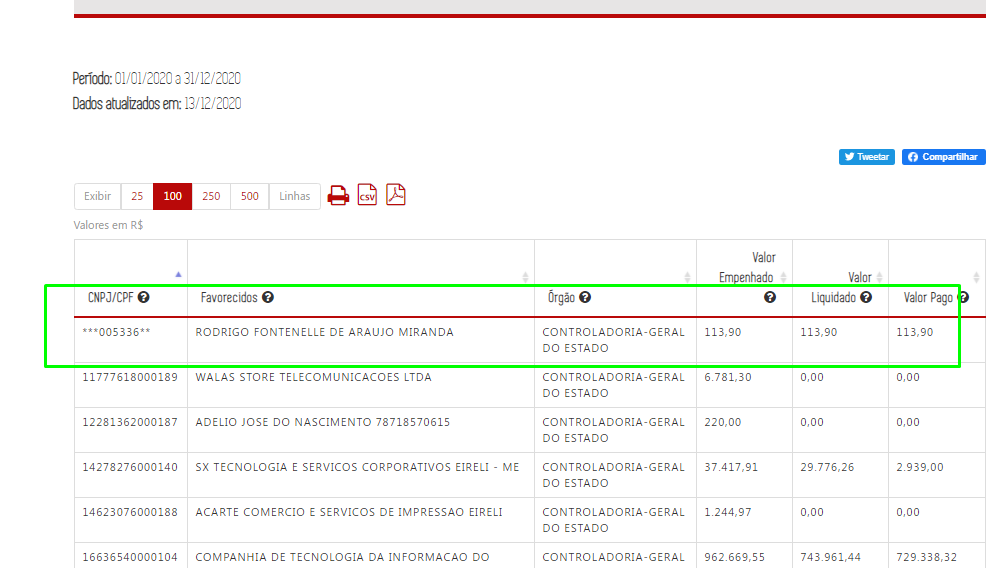 Período: 01/01/2020 a 31/12/2020
Dados atualizados em: 13/12/2020
Tweetar Compartilhar
Exibir 25 100 250 500 Linhas CSV
Valores em R$
CNPJ/CPF ? Favorecidos ? Órgão ? Valor Empenhado ? Valor Liquidado ? Valor Pago ?
***005336** RODRIGO FONTENELLE DE ARAUJO MIRANDA CONTROLADORIA-GERAL 113,90 113,90 113,90
DO ESTADO
11777618000189 WALAS STORE TELECOMUNICACOES LTDA CONTROLADORIA-GERAL 6.781,30 0,00 0,00
DO ESTADO
12281362000187 ADELIO JOSE DO NASCIMENTO 78718570615 CONTROLADORIA-GERAL 220,00 0,00 0,00
DO ESTADO
14278276000140 SX TECNOLOGIA E SERVICOS CORPORATIVOS EIRELI - ME CONTROLADORIA-GERAL 37.417,91 29.776,26 2.939,00
DO ESTADO
14623076000188 ACARTE COMERCIO E SERVICOS DE IMPRESSAO EIRELI CONTROLADORIA-GERAL 1.244,97 0,00 0,00
DO ESTADO
16636540000104 COMPANHIA DE TECNOLOGIA DA INFORMACAO DO CONTROLADORIA-GERAL 962.669,55 743.961,44 729.338,32